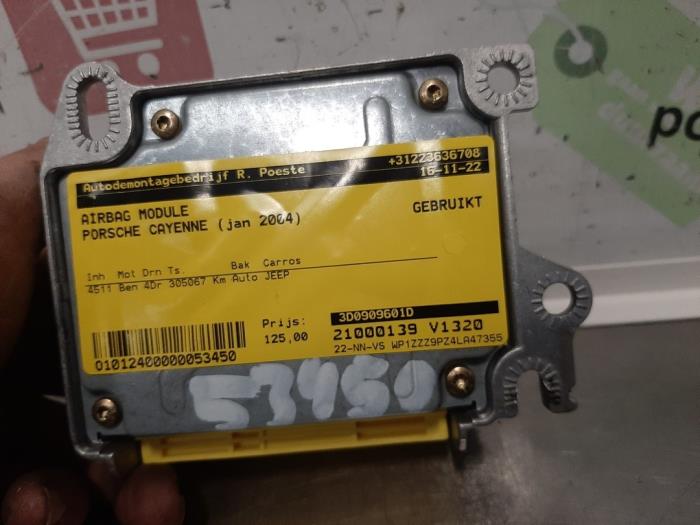 Autodemontagebedrijf R. Poeste +31223636708
16-11-22
AIRBAG MODULE GEBRUIKT
PORSCHE CAYENNE (jan 2004)
Inh Mot Drn Ts. Bak Carros
4511 Ben 4Dr 305067 Km Auto JEEP
3D0909601D
Prijs: 21000139 V1320
125,00 22-NN-VS WP1ZZZ9PZ4LA47355
01012400000053450
53450